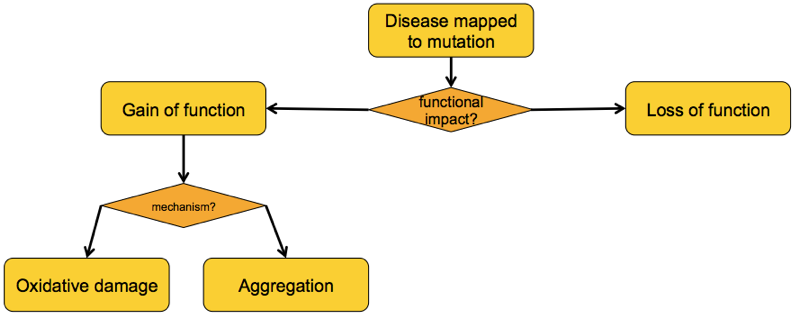 Disease mapped
to mutation
functional
impact?
Gain of function
Loss of function
mechanism?
Oxidative damage
Aggregation